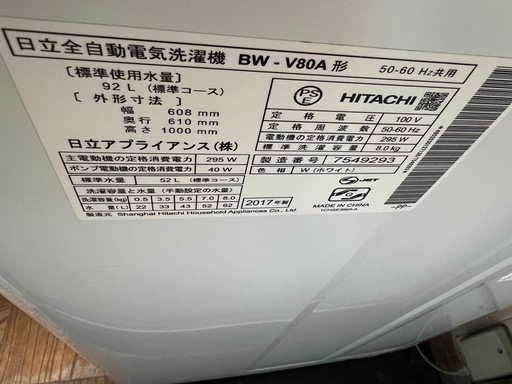 日立全自動電気洗濯機 BW-V80A 形 50-60 Hz共用
[標準使用水量]
92 L (標準コース)
[外形寸法]
幅 608 mm
奥行 610 mm
高さ 1000 mm
日立アプライアンス(株)
主電動機の定格消費電力 295 W
ポンプ電動機の定格消費電力 40 W
標準水量 52 L (標準コース)
洗濯容量と水量(手動設定の水量)
洗濯容量(kg) 0.5 3.5 5.5 7.0 8.0
水量(L) 22 33 43 52 62
製造元 Shanghai Hitachi Household Appliances Co., Ltd.
2017年製
PS
E
HITACHI
定格電圧 100 V
定格周波数 50-60 Hz
電動機の定格消費電力 295 W
標準洗濯容量 8.0 kg
製造番号 7549293
色相 W (ホワイト)
S-JET
MADE IN CHINA
--PP--